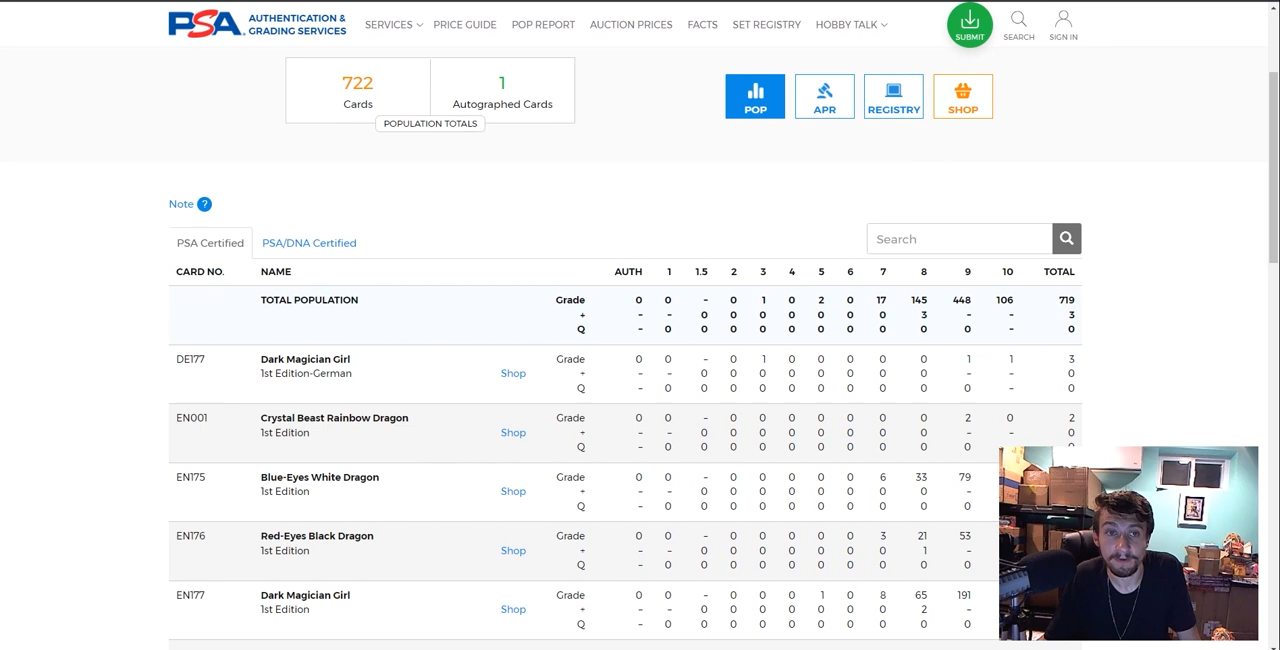 PSA AUTHENTICATION & GRADING SERVICES SERVICES PRICE GUIDE POP REPORT AUCTION PRICES FACTS SET REGISTRY HOBBY TALK SUBMIT SEARCH SIGN IN
722 1
Cards Autographed Cards
POPULATION TOTALS
POP APR REGISTRY SHOP
Note ?
PSA Certified PSA/DNA Certified Search
CARD NO. NAME AUTH 1 1.5 2 3 4 5 6 7 8 9 10 TOTAL
TOTAL POPULATION Grade 0 0 - 0 1 0 2 0 17 145 448 106 719
+ - - 0 0 0 0 0 0 0 3 - - 3
Q - 0 0 0 0 0 0 0 0 0 0 - 0
DE177 Dark Magician Girl Grade 0 0 - 0 1 0 0 0 0 0 1 1 3
1st Edition-German Shop + - - 0 0 0 0 0 0 0 0 - - 0
Q - 0 0 0 0 0 0 0 0 0 0 - 0
EN001 Crystal Beast Rainbow Dragon Grade 0 0 - 0 0 0 0 0 0 0 2 0 2
1st Edition Shop + - - 0 0 0 0 0 0 0 0 - - 0
Q - 0 0 0 0 0 0 0 0 0 0 - 0
EN175 Blue-Eyes White Dragon Grade 0 0 - 0 0 0 0 0 6 33 79
1st Edition Shop + - - 0 0 0 0 0 0 0 0 -
Q - 0 0 0 0 0 0 0 0 0 0
EN176 Red-Eyes Black Dragon Grade 0 0 - 0 0 0 0 0 3 21 53
1st Edition Shop + - - 0 0 0 0 0 0 0 1 -
Q - 0 0 0 0 0 0 0 0 0 0
EN177 Dark Magician Girl Grade 0 0 - 0 0 0 1 0 8 65 191
1st Edition Shop + - - 0 0 0 0 0 0 0 2 -
Q - 0 0 0 0 0 0 0 0 0 0